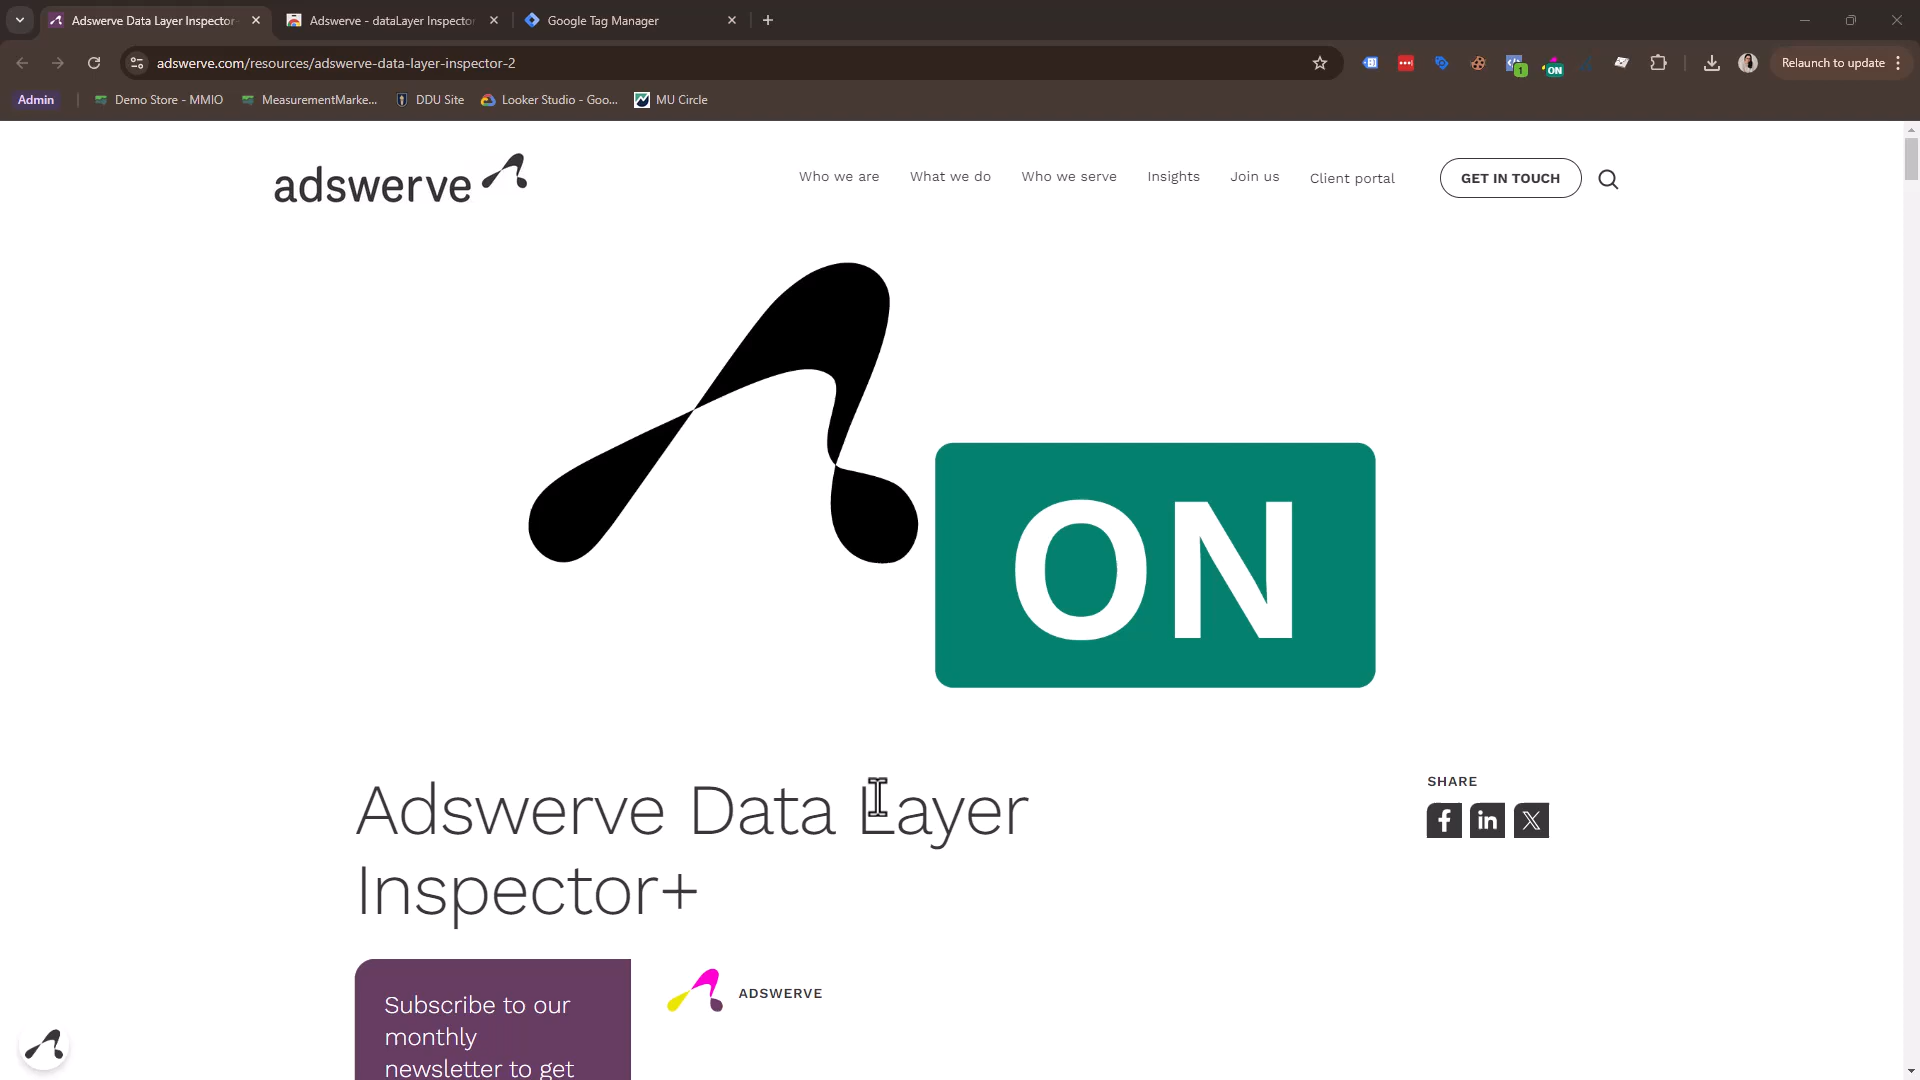 Adswerve Data Layer Inspector
Adswerve - dataLayer Inspector
Google Tag Manager
adswerve.com/resources/adswerve-data-layer-inspector-2
1
ON
Relaunch to update
Admin
Demo Store - MMIO
MeasurementMarke...
DDU Site
Looker Studio - Goo...
MU Circle
adswerve
Who we are
What we do
Who we serve
Insights
Join us
Client portal
GET IN TOUCH
ON
Adswerve Data Layer
Inspector+
SHARE
Subscribe to our
monthly
newsletter to get
ADSWERVE